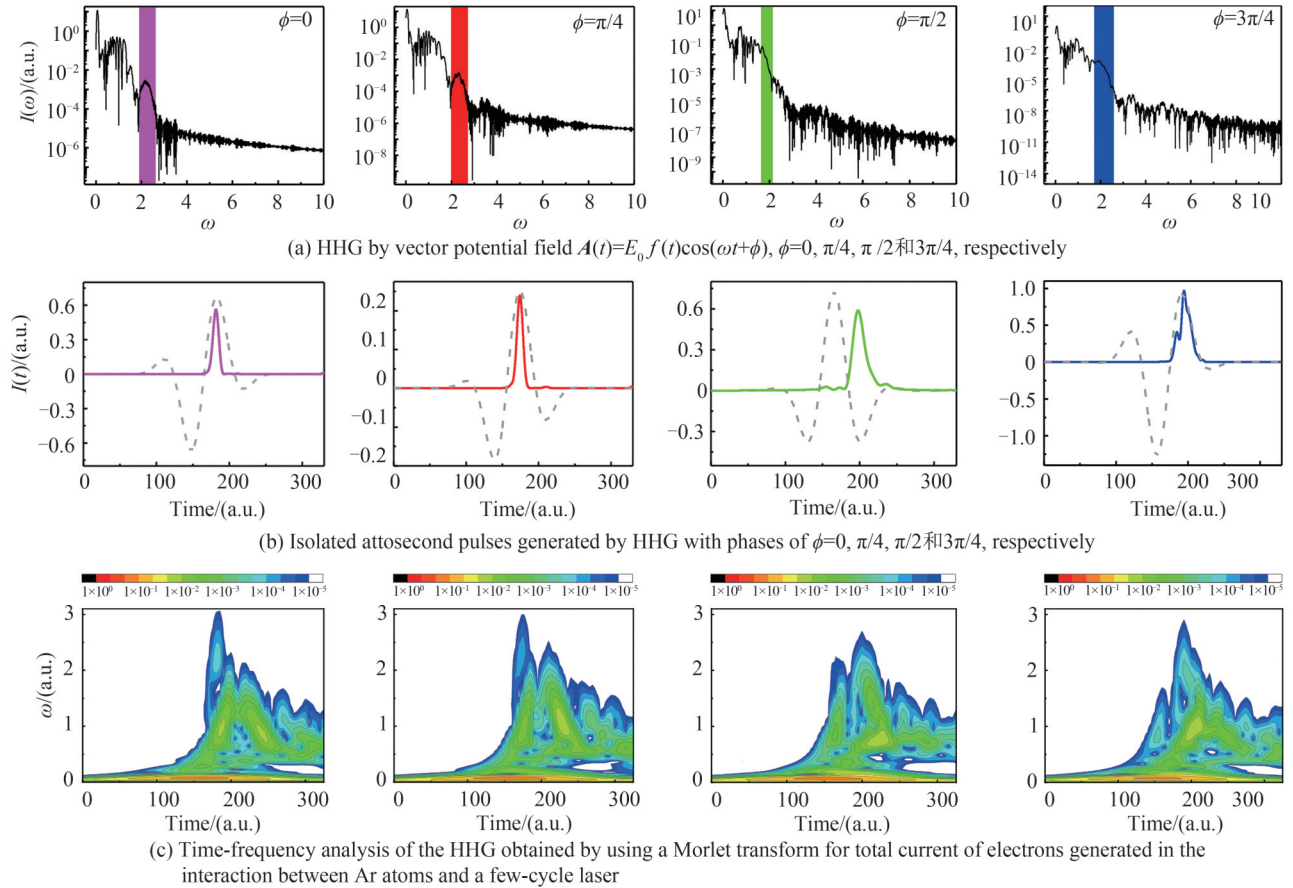 ϕ=0 ϕ=π/4 ϕ=π/2 ϕ=3π/4
I(ω)/(a.u.)
10⁰ 10⁻² 10⁻⁴ 10⁻⁶
10⁰ 10⁻² 10⁻⁴ 10⁻⁶ 10⁻⁸
10¹ 10⁻¹ 10⁻³ 10⁻⁵ 10⁻⁷ 10⁻⁹
10¹ 10⁻² 10⁻⁵ 10⁻⁸ 10⁻¹¹ 10⁻¹⁴
0 2 4 6 8 10 0 2 4 6 8 10 0 2 4 6 8 10 0 2 4 6 8 10
ω ω ω ω
(a) HHG by vector potential field A(t)=E₀ f(t)cos(ωt+ϕ), ϕ=0, π/4, π /2和3π/4, respectively
I(t)/(a.u.)
0.6 0.3 0 −0.3 −0.6
0.2 0.1 0 −0.1 −0.2
0.6 0.3 0 −0.3
1.0 0.5 0 −0.5 −1.0
0 100 200 300 0 100 200 300 0 100 200 300 0 100 200 300
Time/(a.u.) Time/(a.u.) Time/(a.u.) Time/(a.u.)
(b) Isolated attosecond pulses generated by HHG with phases of ϕ=0, π/4, π/2和3π/4, respectively
1×10⁰ 1×10⁻¹ 1×10⁻² 1×10⁻³ 1×10⁻⁴ 1×10⁻⁵ 1×10⁰ 1×10⁻¹ 1×10⁻² 1×10⁻³ 1×10⁻⁴ 1×10⁻⁵ 1×10⁰ 1×10⁻¹ 1×10⁻² 1×10⁻³ 1×10⁻⁴ 1×10⁻⁵ 1×10⁰ 1×10⁻¹ 1×10⁻² 1×10⁻³ 1×10⁻⁴ 1×10⁻⁵
ω/(a.u.)
3 2 1 0
3 2 1 0
3 2 1 0
3 2 1 0
0 100 200 300 0 100 200 300 0 100 200 300 0 100 200 300
Time/(a.u.) Time/(a.u.) Time/(a.u.) Time/(a.u.)
(c) Time-frequency analysis of the HHG obtained by using a Morlet transform for total current of electrons generated in the
interaction between Ar atoms and a few-cycle laser